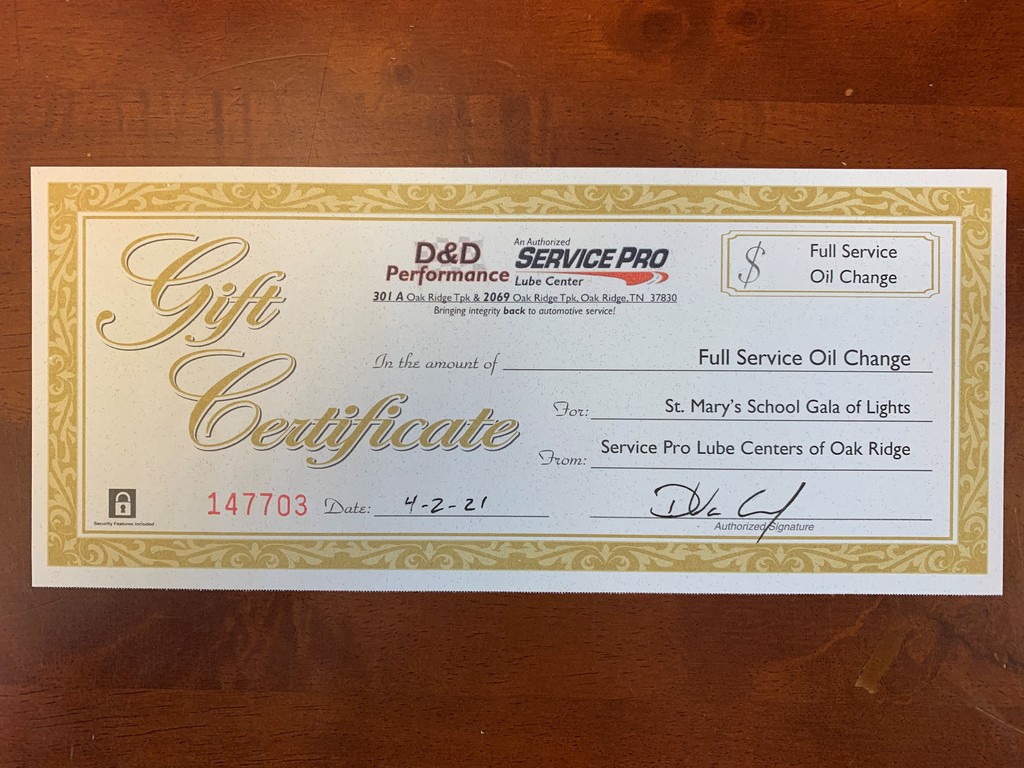 Gift
Certificate
D&D
Performance
An Authorized
SERVICE PRO
Lube Center
301 A Oak Ridge Tpk & 2069 Oak Ridge Tpk, Oak Ridge, TN 37830
Bringing integrity back to automotive service!
$ Full Service
Oil Change
In the amount of Full Service Oil Change
For: St. Mary's School Gala of Lights
From: Service Pro Lube Centers of Oak Ridge
Security Features Included
147703 Date: 4-2-21
Authorized Signature